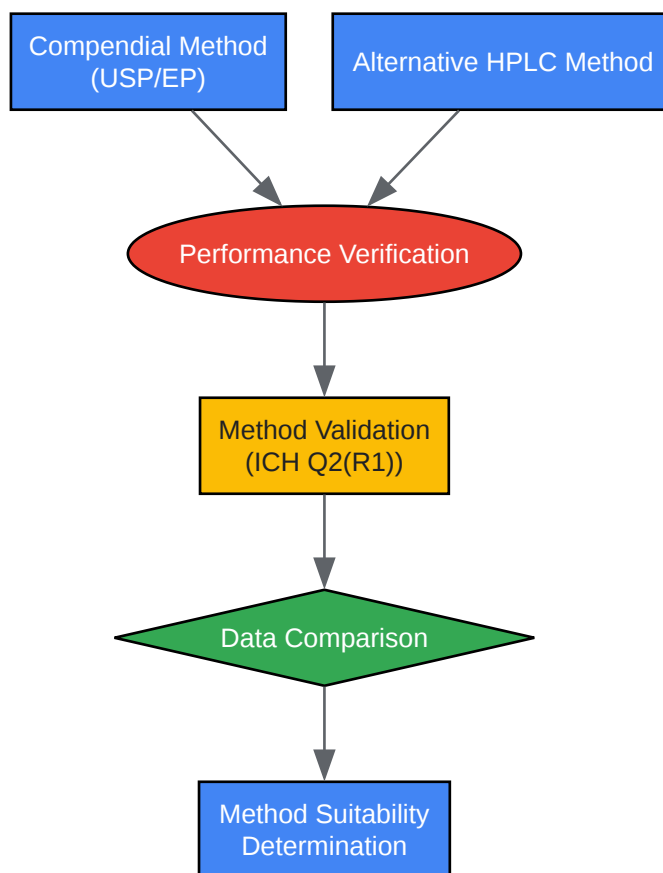 Compendial Method
(USP/EP)
Alternative HPLC Method
Performance Verification
Method Validation
(ICH Q2(R1))
Data Comparison
Method Suitability
Determination